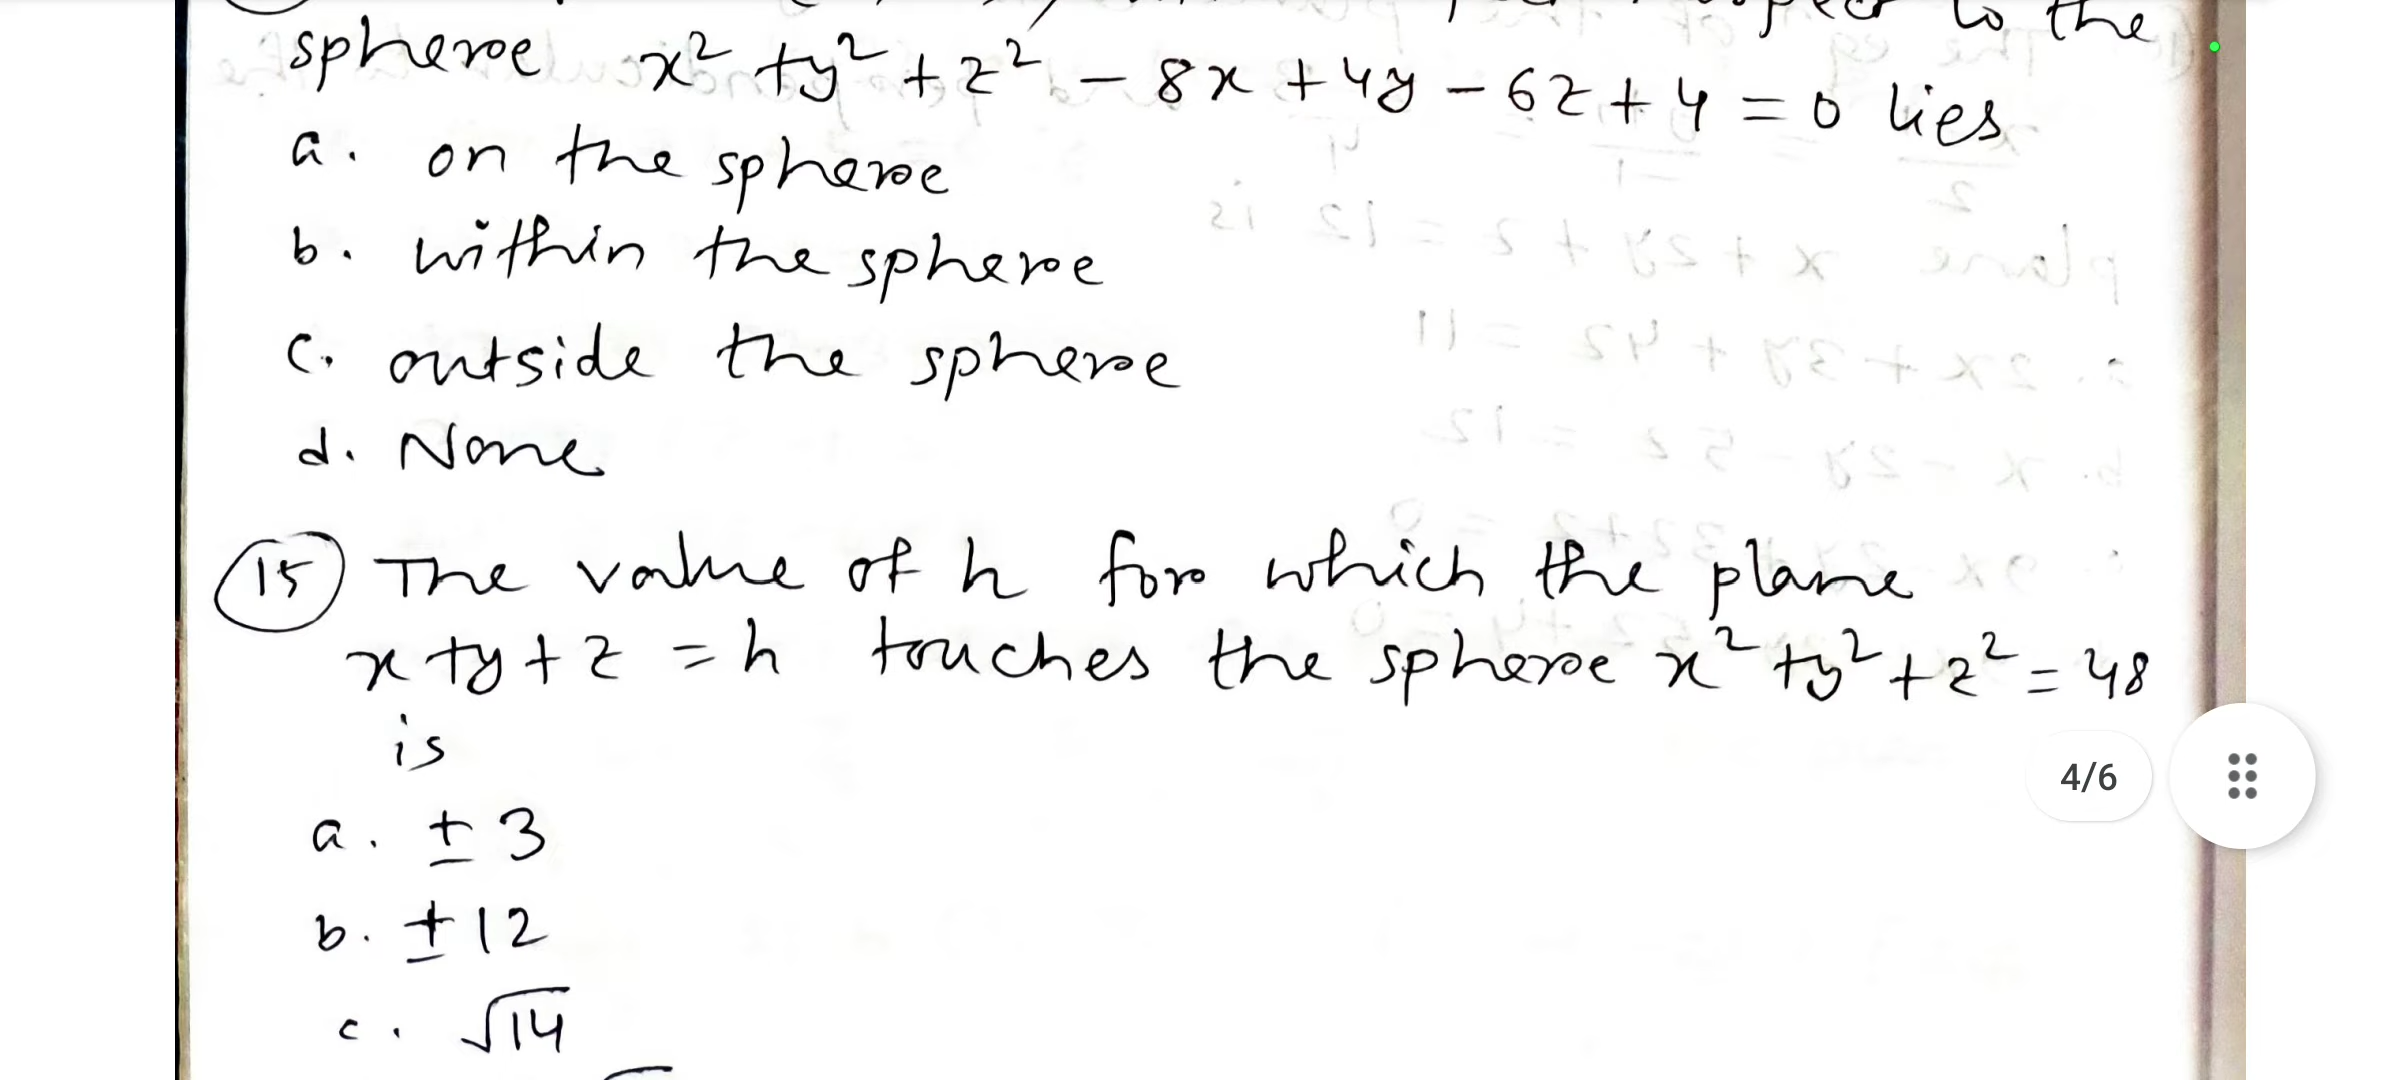 to the
sphere x² + y² + z² - 8x + 4y - 6z + 4 = 0 lies
a. on the sphere
b. within the sphere
c. outside the sphere
d. None
15 The value of h for which the plane
x + y + z = h touches the sphere x² + y² + z² = 48
is
a. ± 3
b. ± 12
c. √14
4/6